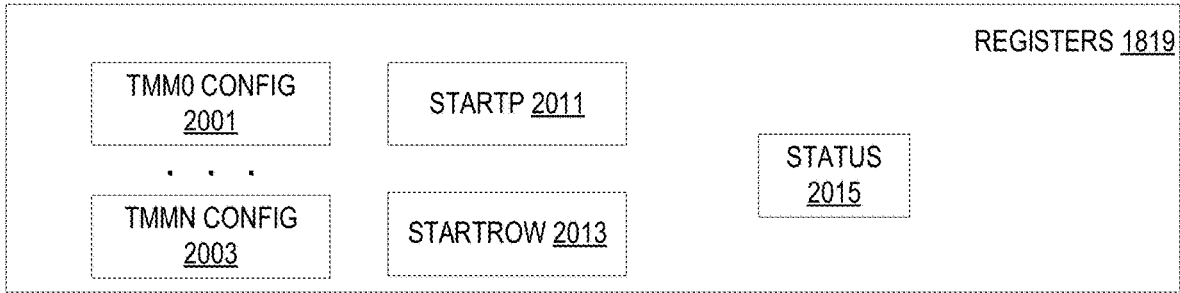 REGISTERS 1819
TMM0 CONFIG
2001
STARTP 2011
STATUS
2015
. . .
TMMN CONFIG
2003
STARTROW 2013